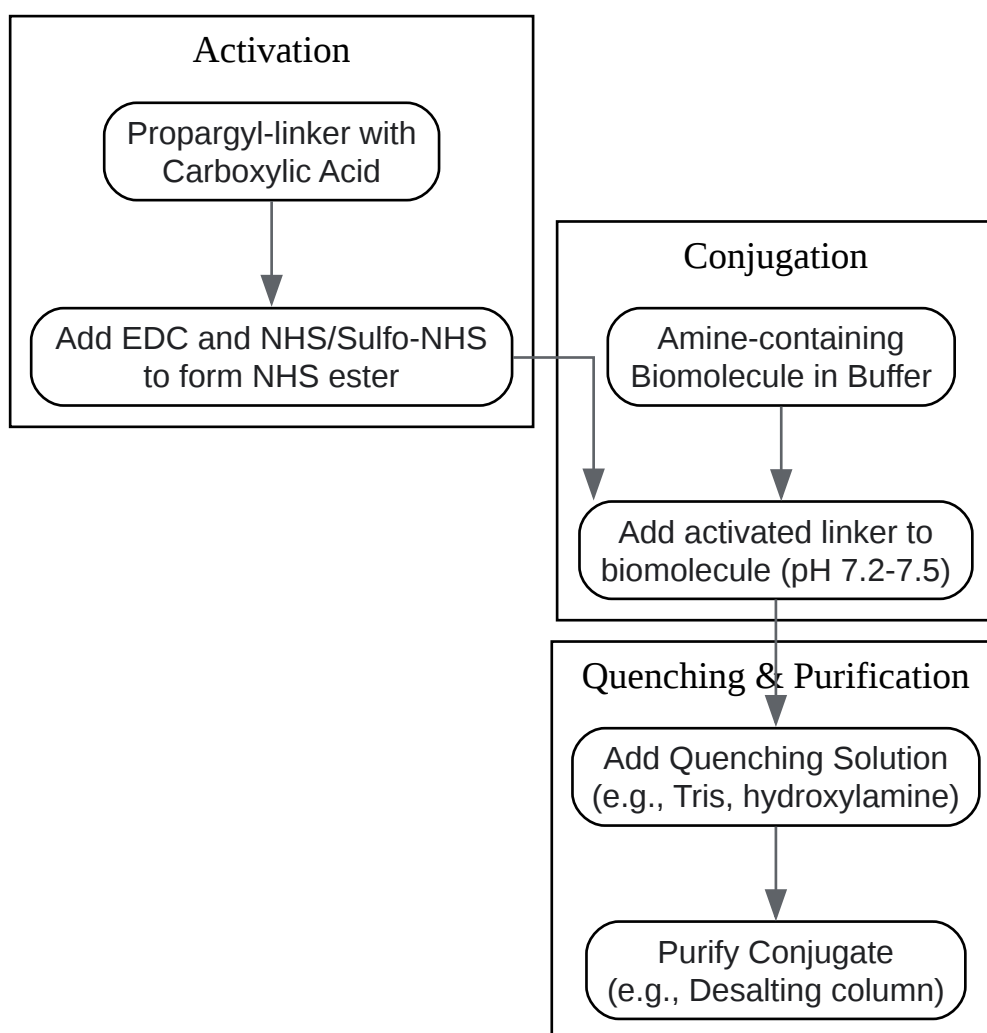 Activation
Propargyl-linker with
Carboxylic Acid
Add EDC and NHS/Sulfo-NHS
to form NHS ester
Conjugation
Amine-containing
Biomolecule in Buffer
Add activated linker to
biomolecule (pH 7.2-7.5)
Quenching & Purification
Add Quenching Solution
(e.g., Tris, hydroxylamine)
Purify Conjugate
(e.g., Desalting column)